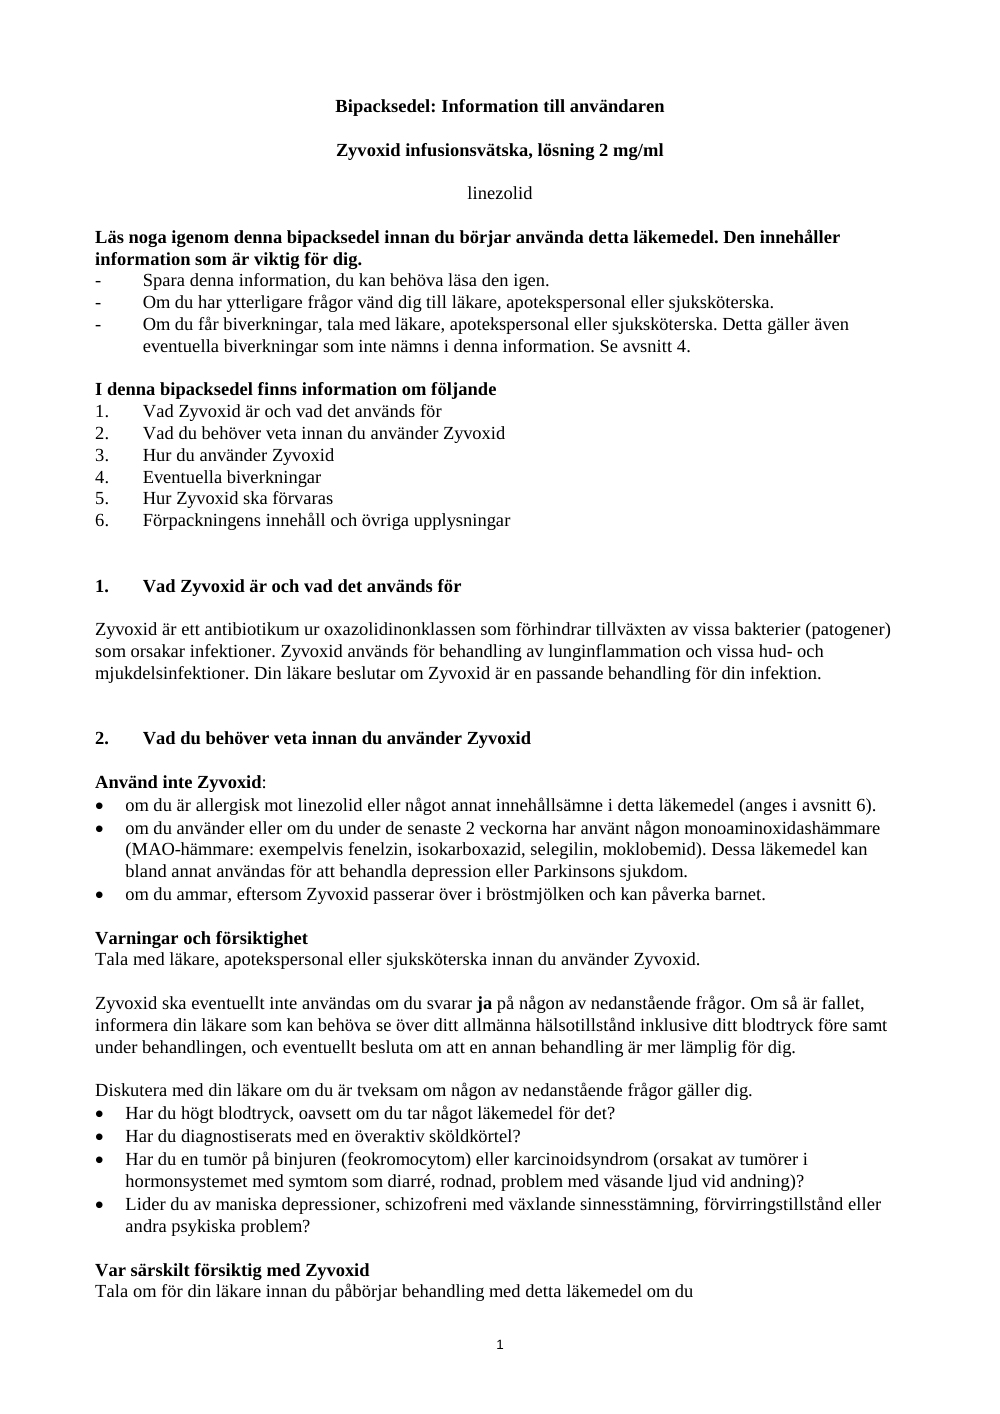 Bipacksedel: Information till användaren
Zyvoxid infusionsvätska, lösning 2 mg/ml
linezolid
Läs noga igenom denna bipacksedel innan du börjar använda detta läkemedel. Den innehåller
information som är viktig för dig.
- Spara denna information, du kan behöva läsa den igen.
- Om du har ytterligare frågor vänd dig till läkare, apotekspersonal eller sjuksköterska.
- Om du får biverkningar, tala med läkare, apotekspersonal eller sjuksköterska. Detta gäller även
eventuella biverkningar som inte nämns i denna information. Se avsnitt 4.
I denna bipacksedel finns information om följande
1. Vad Zyvoxid är och vad det används för
2. Vad du behöver veta innan du använder Zyvoxid
3. Hur du använder Zyvoxid
4. Eventuella biverkningar
5. Hur Zyvoxid ska förvaras
6. Förpackningens innehåll och övriga upplysningar
1. Vad Zyvoxid är och vad det används för
Zyvoxid är ett antibiotikum ur oxazolidinonklassen som förhindrar tillväxten av vissa bakterier (patogener)
som orsakar infektioner. Zyvoxid används för behandling av lunginflammation och vissa hud- och
mjukdelsinfektioner. Din läkare beslutar om Zyvoxid är en passande behandling för din infektion.
2. Vad du behöver veta innan du använder Zyvoxid
Använd inte Zyvoxid:
• om du är allergisk mot linezolid eller något annat innehållsämne i detta läkemedel (anges i avsnitt 6).
• om du använder eller om du under de senaste 2 veckorna har använt någon monoaminoxidashämmare
(MAO-hämmare: exempelvis fenelzin, isokarboxazid, selegilin, moklobemid). Dessa läkemedel kan
bland annat användas för att behandla depression eller Parkinsons sjukdom.
• om du ammar, eftersom Zyvoxid passerar över i bröstmjölken och kan påverka barnet.
Varningar och försiktighet
Tala med läkare, apotekspersonal eller sjuksköterska innan du använder Zyvoxid.
Zyvoxid ska eventuellt inte användas om du svarar ja på någon av nedanstående frågor. Om så är fallet,
informera din läkare som kan behöva se över ditt allmänna hälsotillstånd inklusive ditt blodtryck före samt
under behandlingen, och eventuellt besluta om att en annan behandling är mer lämplig för dig.
Diskutera med din läkare om du är tveksam om någon av nedanstående frågor gäller dig.
• Har du högt blodtryck, oavsett om du tar något läkemedel för det?
• Har du diagnostiserats med en överaktiv sköldkörtel?
• Har du en tumör på binjuren (feokromocytom) eller karcinoidsyndrom (orsakat av tumörer i
hormonsystemet med symtom som diarré, rodnad, problem med väsande ljud vid andning)?
• Lider du av maniska depressioner, schizofreni med växlande sinnesstämning, förvirringstillstånd eller
andra psykiska problem?
Var särskilt försiktig med Zyvoxid
Tala om för din läkare innan du påbörjar behandling med detta läkemedel om du
1